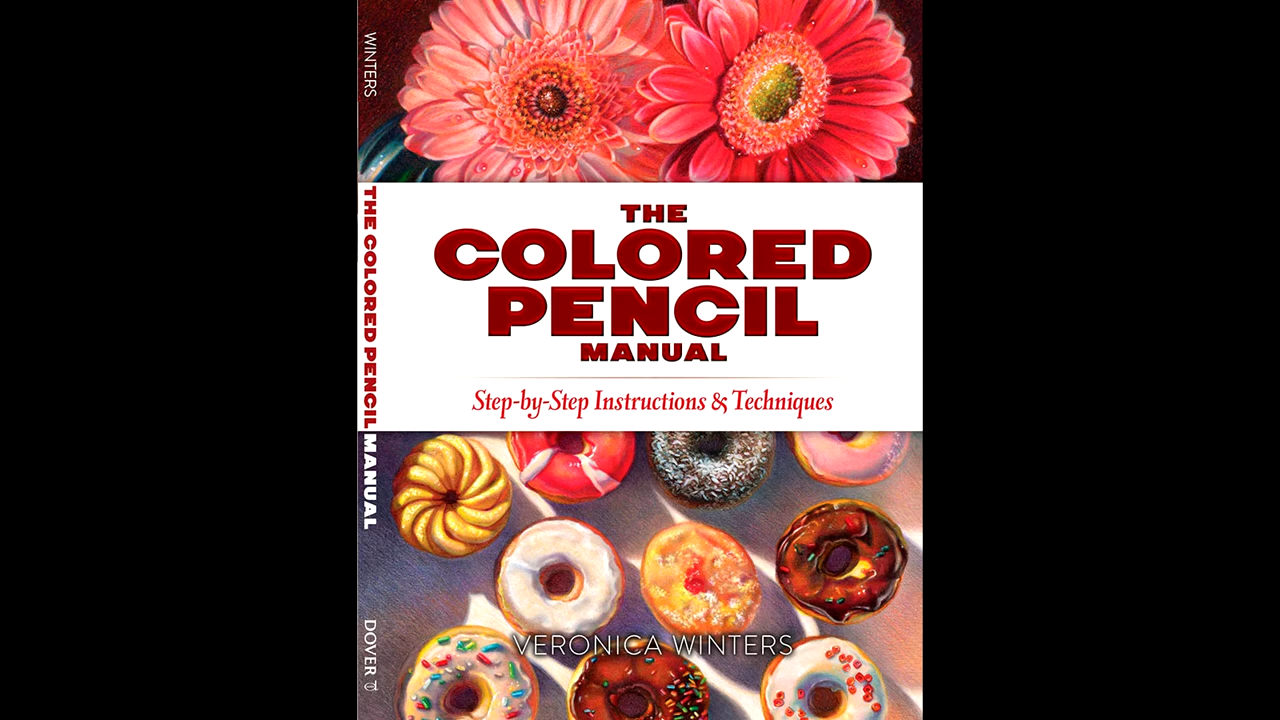 WINTERS
THE COLORED PENCIL MANUAL
DOVER
THE
COLORED
PENCIL
MANUAL
Step-by-Step Instructions & Techniques
VERONICA WINTERS